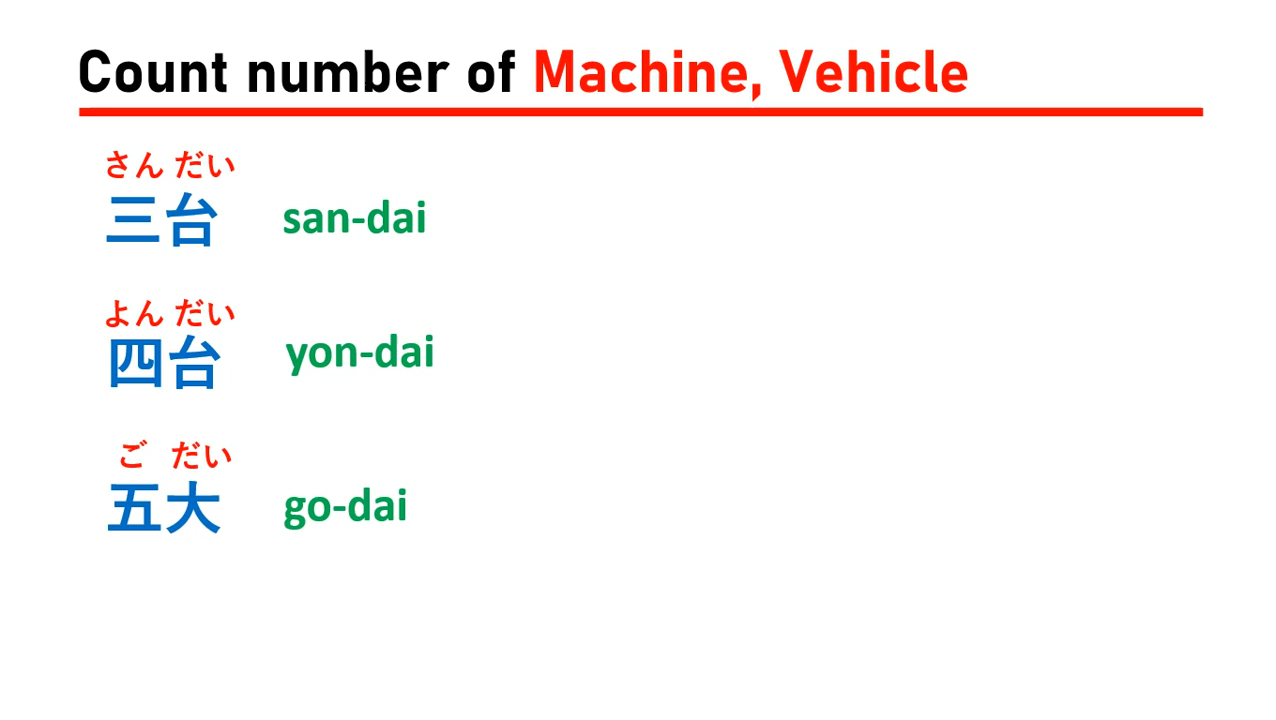 Count number of Machine, Vehicle
さん だい
三台 san-dai
よん だい
四台 yon-dai
ご だい
五大 go-dai